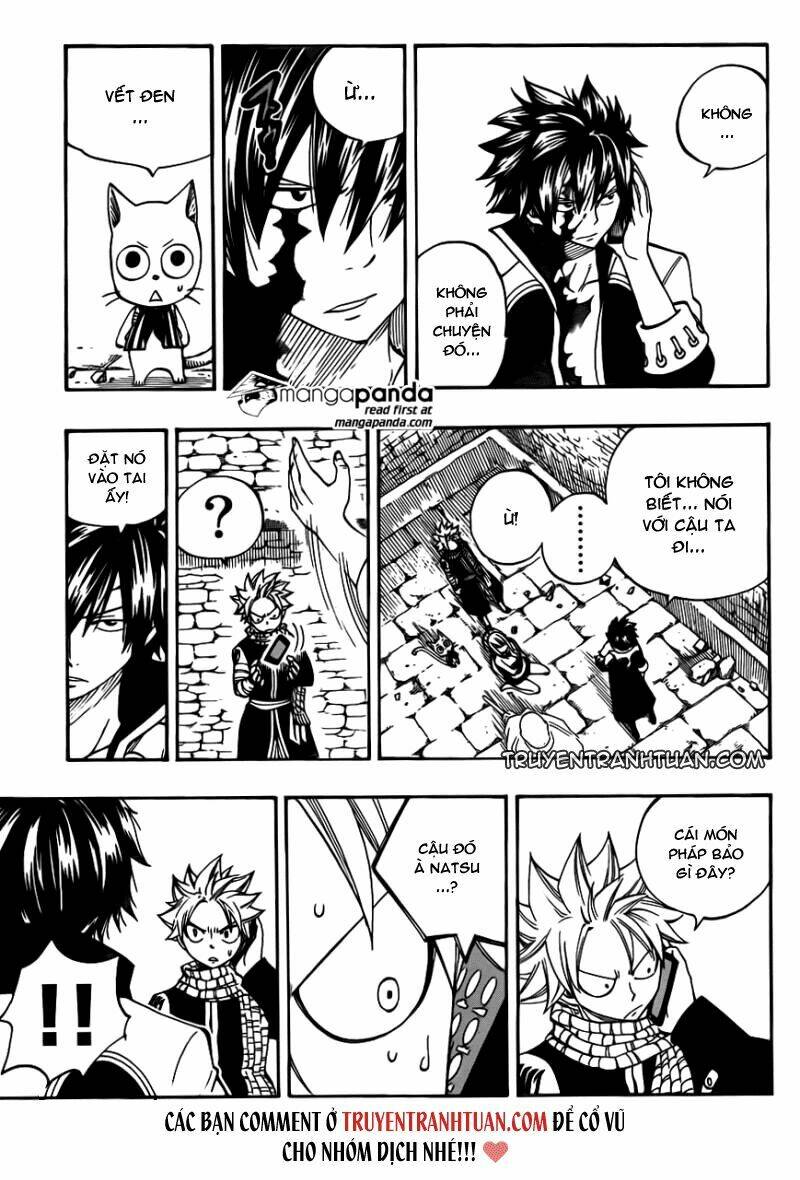 KHÔNG
...
KHÔNG
PHẢI
CHUYỆN
ĐÓ...
Ừ...
VẾT ĐEN
...
mangapanda
read first at
mangapanda.com
TÔI KHÔNG
BIẾT... NÓI
VỚI CẬU TA
ĐI...
......
Ừ!
?
ĐẶT NÓ
VÀO TAI
ẤY!
TRUYENTRANHTUAN.COM
CÁI MÓN
PHÁP BẢO
GÌ ĐÂY?
CẬU ĐÓ
À NATSU
...?
!!
CÁC BẠN COMMENT Ở TRUYENTRANHTUAN.COM ĐỂ CỔ VŨ
CHO NHÓM DỊCH NHÉ!!!